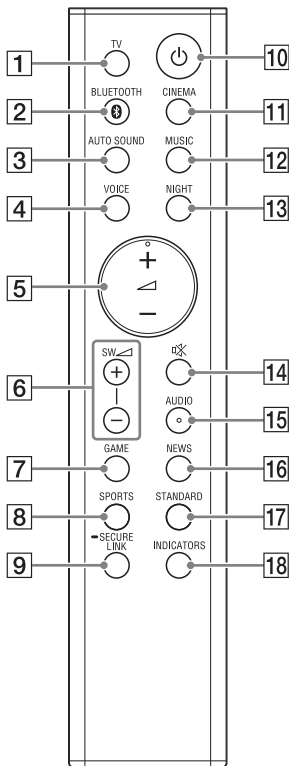 TV
1
10
BLUETOOTH
CINEMA
2
11
AUTO SOUND
MUSIC
3
12
VOICE
NIGHT
4
13
+
5
–
SW
6
+
14
–
AUDIO
15
GAME
NEWS
7
16
SPORTS
STANDARD
8
17
SECURE
LINK
INDICATORS
9
18